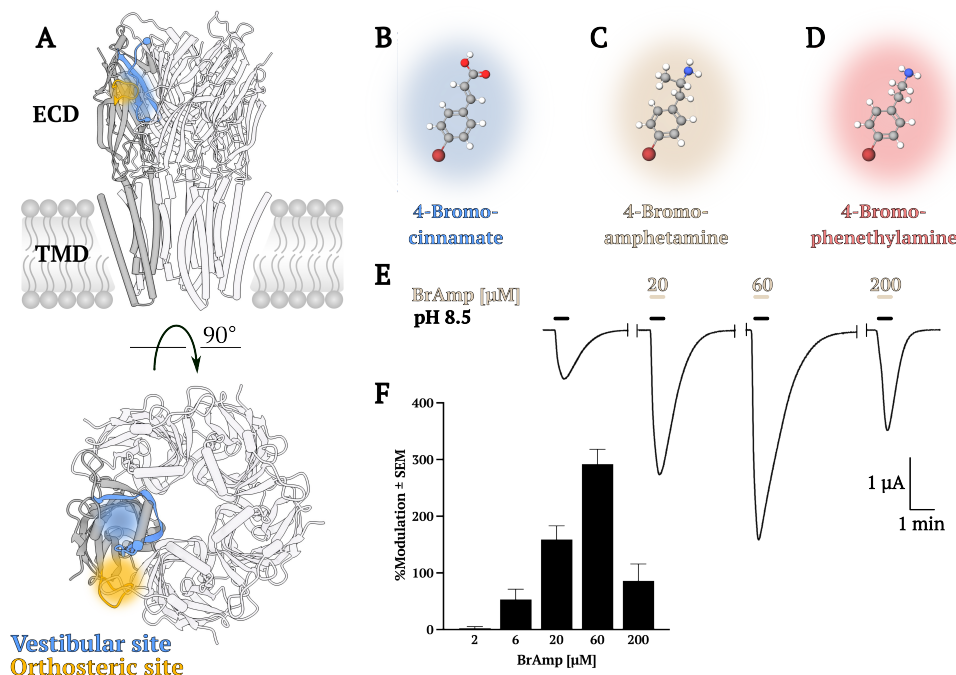 A
ECD
TMD
90°
Vestibular site
Orthosteric site
B
4-Bromo-
cinnamate
C
4-Bromo-
amphetamine
D
4-Bromo-
phenethylamine
E
BrAmp [μM]
20
60
200
pH 8.5
1 μA
1 min
F
%Modulation ± SEM
400
300
200
100
0
2
6
20
60
200
BrAmp [μM]